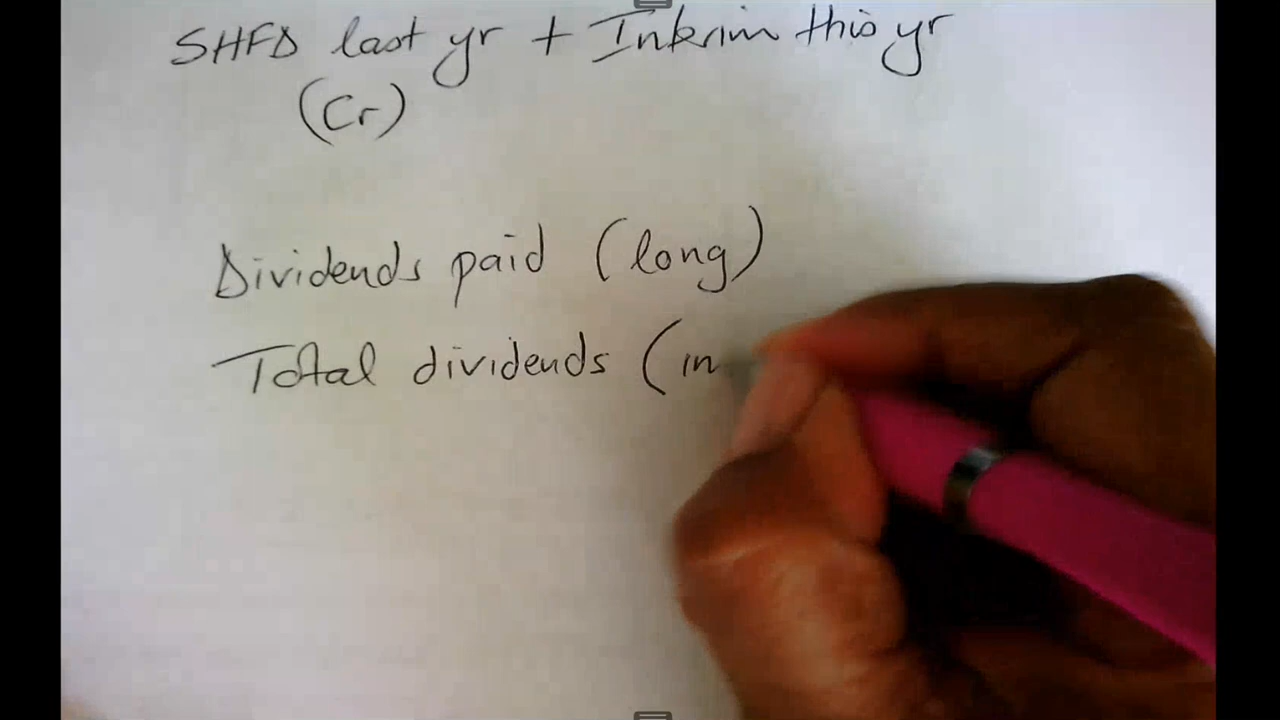 SHFD last yr + Interim this yr
(Cr)
Dividends paid (long)
Total dividends (in